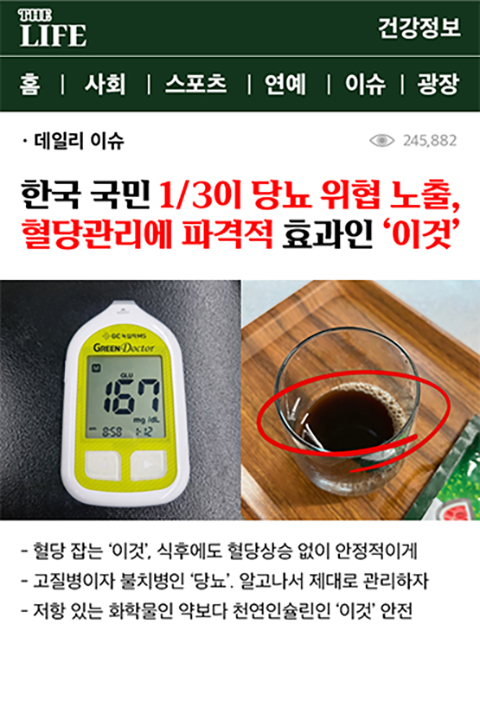 THE
LIFE
건강정보
홈 | 사회 | 스포츠 | 연예 | 이슈 | 광장
· 데일리 이슈
245,882
한국 국민 1/3이 당뇨 위협 노출,
혈당관리에 파격적 효과인 ‘이것’
GC녹십자MS
GREEN Doctor
GLU
M
167
mg/dL
8:58 1-12
- 혈당 잡는 ‘이것’, 식후에도 혈당상승 없이 안정적이게
- 고질병이자 불치병인 ‘당뇨’. 알고나서 제대로 관리하자
- 저항 있는 화학물인 약보다 천연인슐린인 ‘이것’ 안전